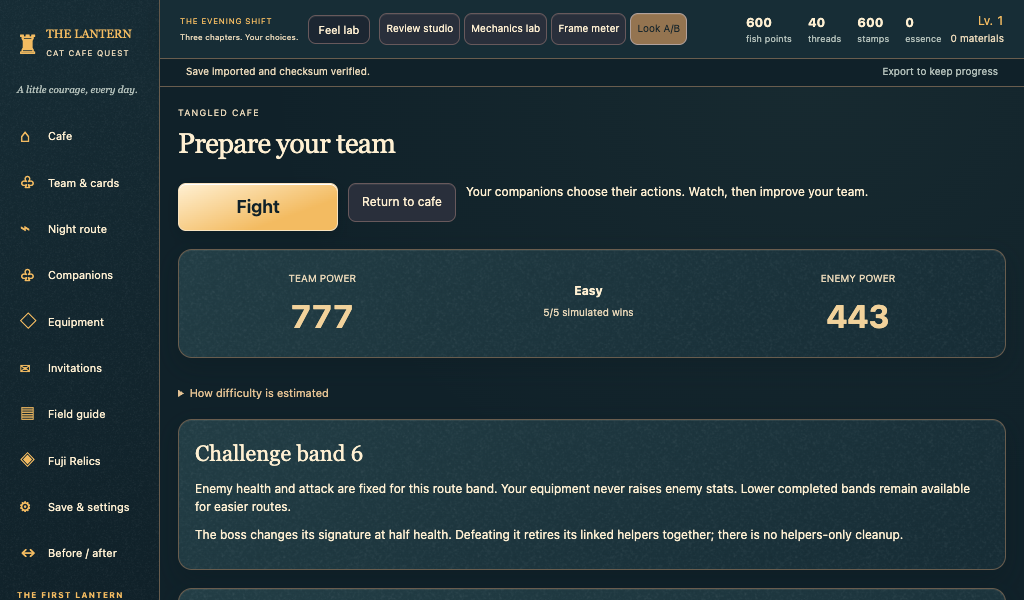 THE LANTERN
CAT CAFE QUEST
A little courage, every day.
Cafe
Team & cards
Night route
Companions
Equipment
Invitations
Field guide
Fuji Relics
Save & settings
Before / after
THE FIRST LANTERN
THE EVENING SHIFT
Three chapters. Your choices.
Feel lab
Review studio
Mechanics lab
Frame meter
Look A/B
600
fish points
40
threads
600
stamps
0
essence
Lv. 1
0 materials
Save imported and checksum verified.
Export to keep progress
TANGLED CAFE
Prepare your team
Fight
Return to cafe
Your companions choose their actions. Watch, then improve your team.
TEAM POWER
777
Easy
5/5 simulated wins
ENEMY POWER
443
How difficulty is estimated
Challenge band 6
Enemy health and attack are fixed for this route band. Your equipment never raises enemy stats. Lower completed bands remain available
for easier routes.
The boss changes its signature at half health. Defeating it retires its linked helpers together; there is no helpers-only cleanup.